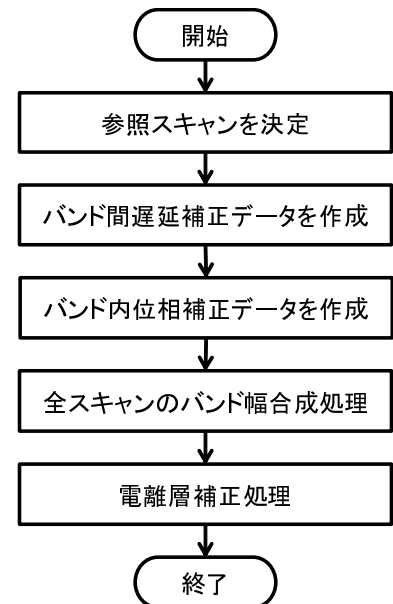 開始
参照スキャンを決定
バンド間遅延補正データを作成
バンド内位相補正データを作成
全スキャンのバンド幅合成処理
電離層補正処理
終了